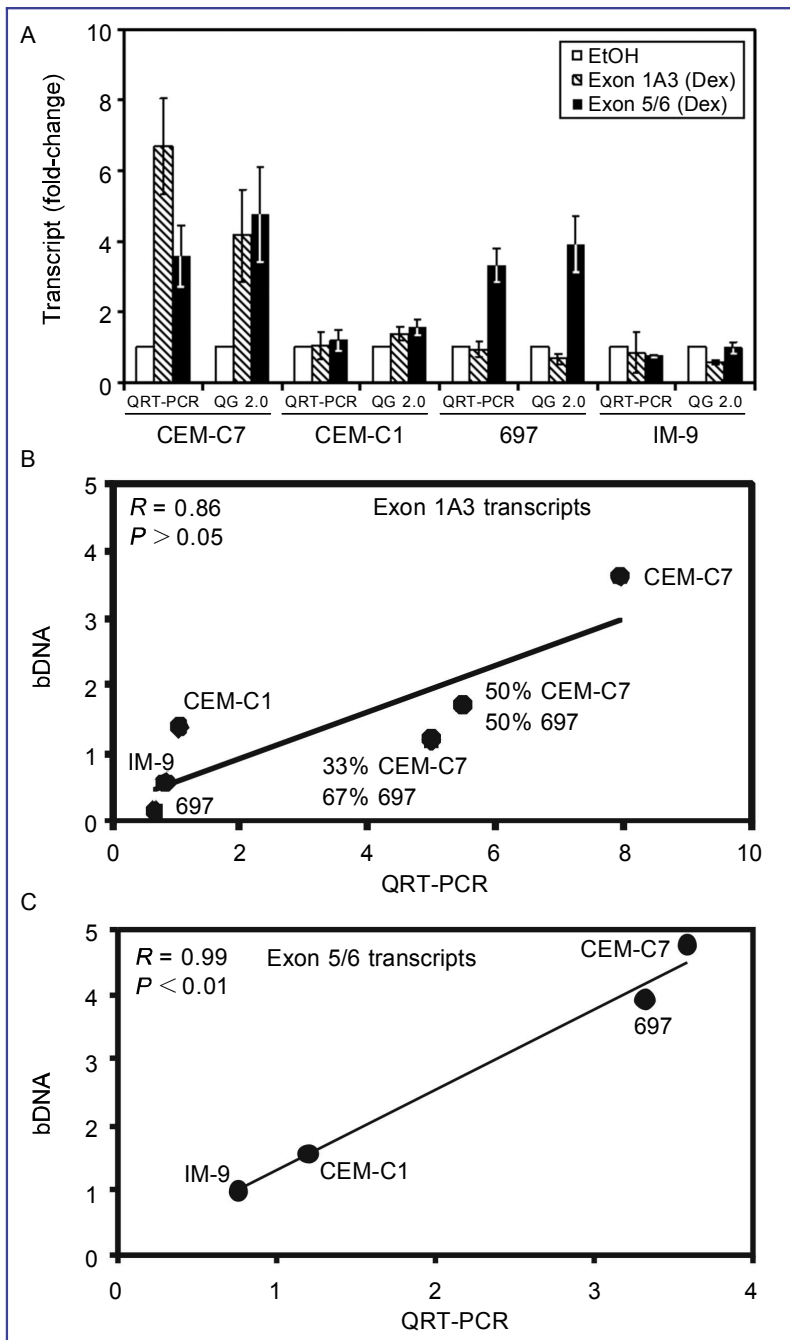 A
10
8
6
4
2
0
Transcript (fold-change)
EtOH
Exon 1A3 (Dex)
Exon 5/6 (Dex)
QRT-PCR QG 2.0 QRT-PCR QG 2.0 QRT-PCR QG 2.0 QRT-PCR QG 2.0
CEM-C7 CEM-C1 697 IM-9
B
5
4
3
2
1
0
bDNA
R = 0.86
P > 0.05
Exon 1A3 transcripts
CEM-C7
CEM-C1
50% CEM-C7
50% 697
IM-9
33% CEM-C7
67% 697
697
0 2 4 6 8 10
QRT-PCR
C
5
4
3
2
1
0
bDNA
R = 0.99
P < 0.01
Exon 5/6 transcripts
CEM-C7
697
IM-9
CEM-C1
0 1 2 3 4
QRT-PCR